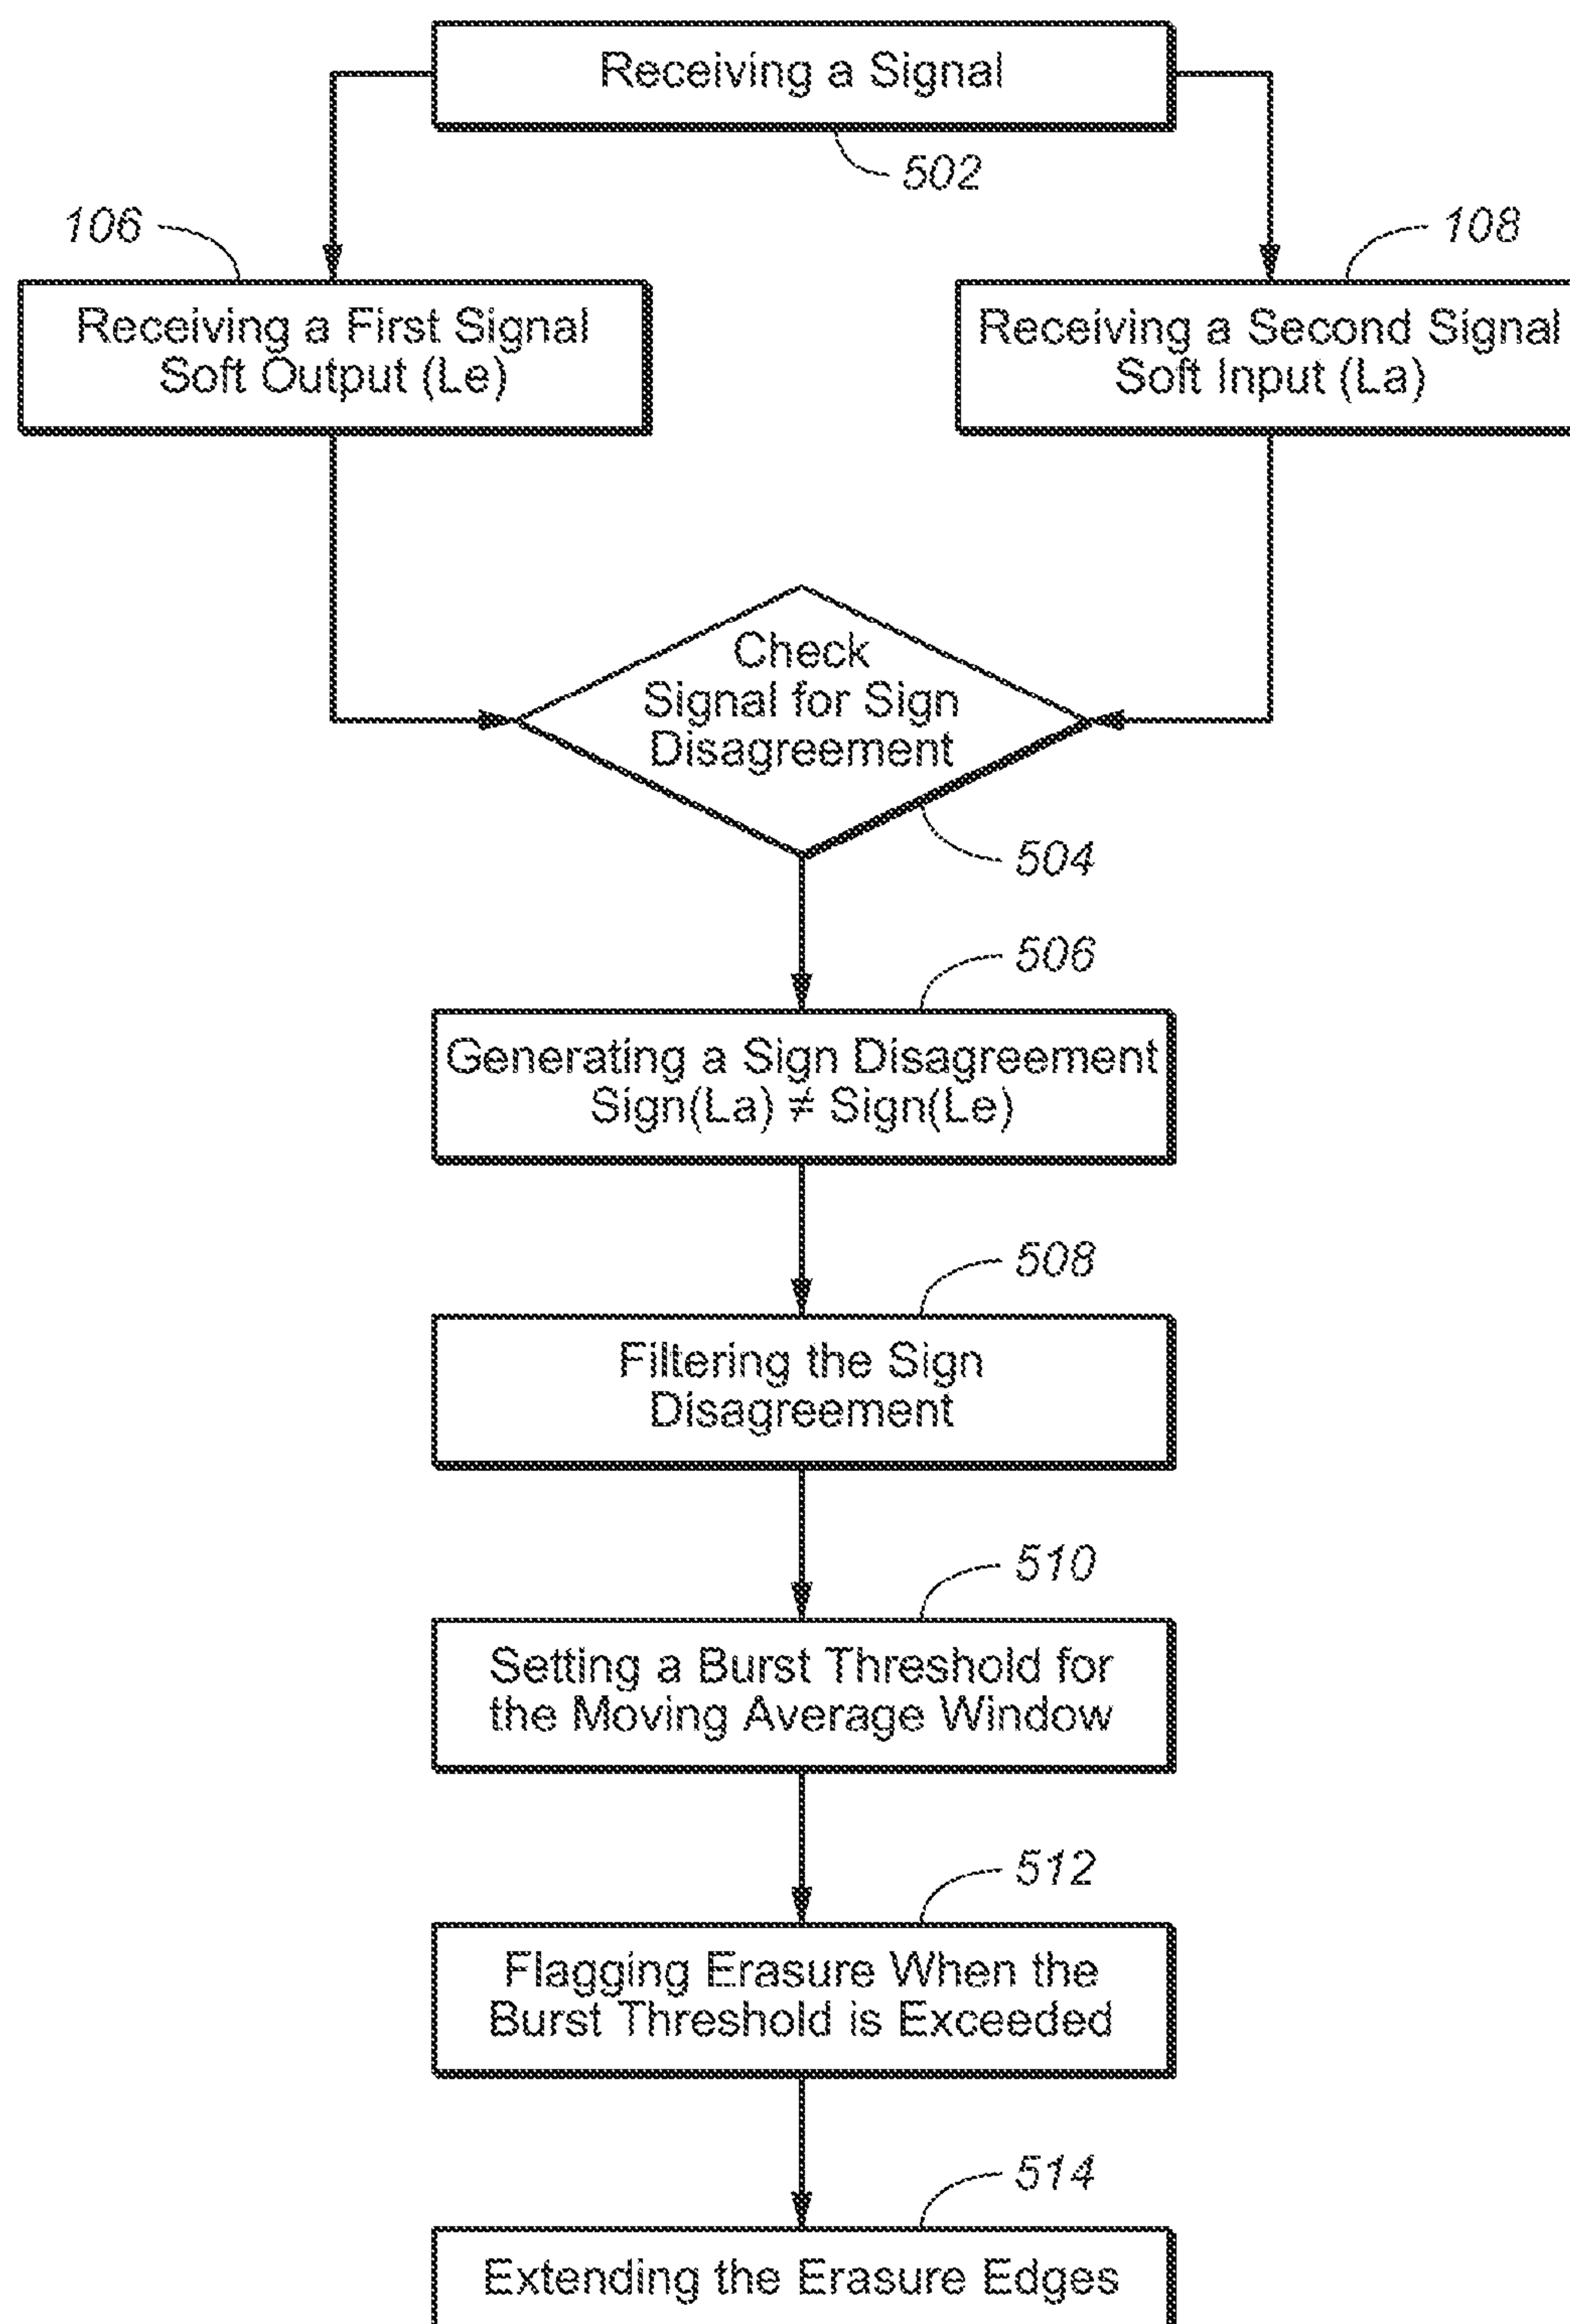 Receiving a Signal
502
106
108
Receiving a First Signal
Soft Output (Le)
Receiving a Second Signal
Soft Input (La)
Check
Signal for Sign
Disagreement
504
506
Generating a Sign Disagreement
Sign(La) ≠ Sign(Le)
508
Filtering the Sign
Disagreement
510
Setting a Burst Threshold for
the Moving Average Window
512
Flagging Erasure When the
Burst Threshold is Exceeded
514
Extending the Erasure Edges